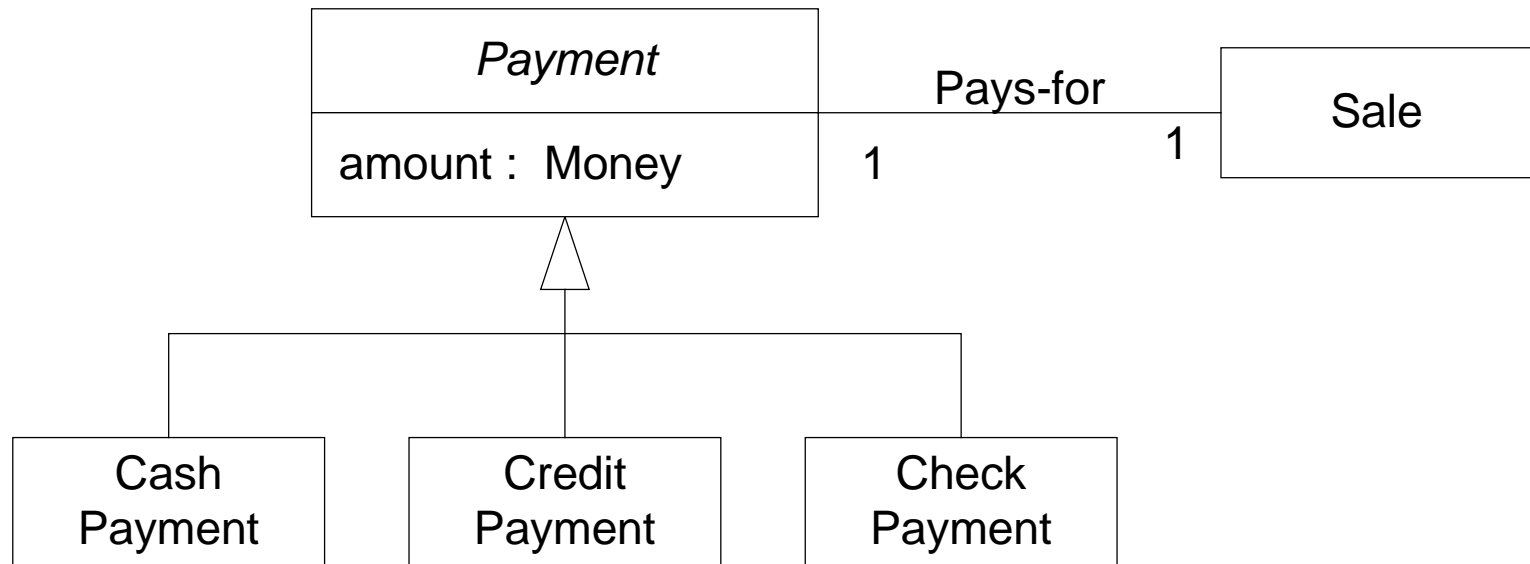 Payment
Pays-for
Sale
amount : Money
1
1
Cash
Payment
Credit
Payment
Check
Payment